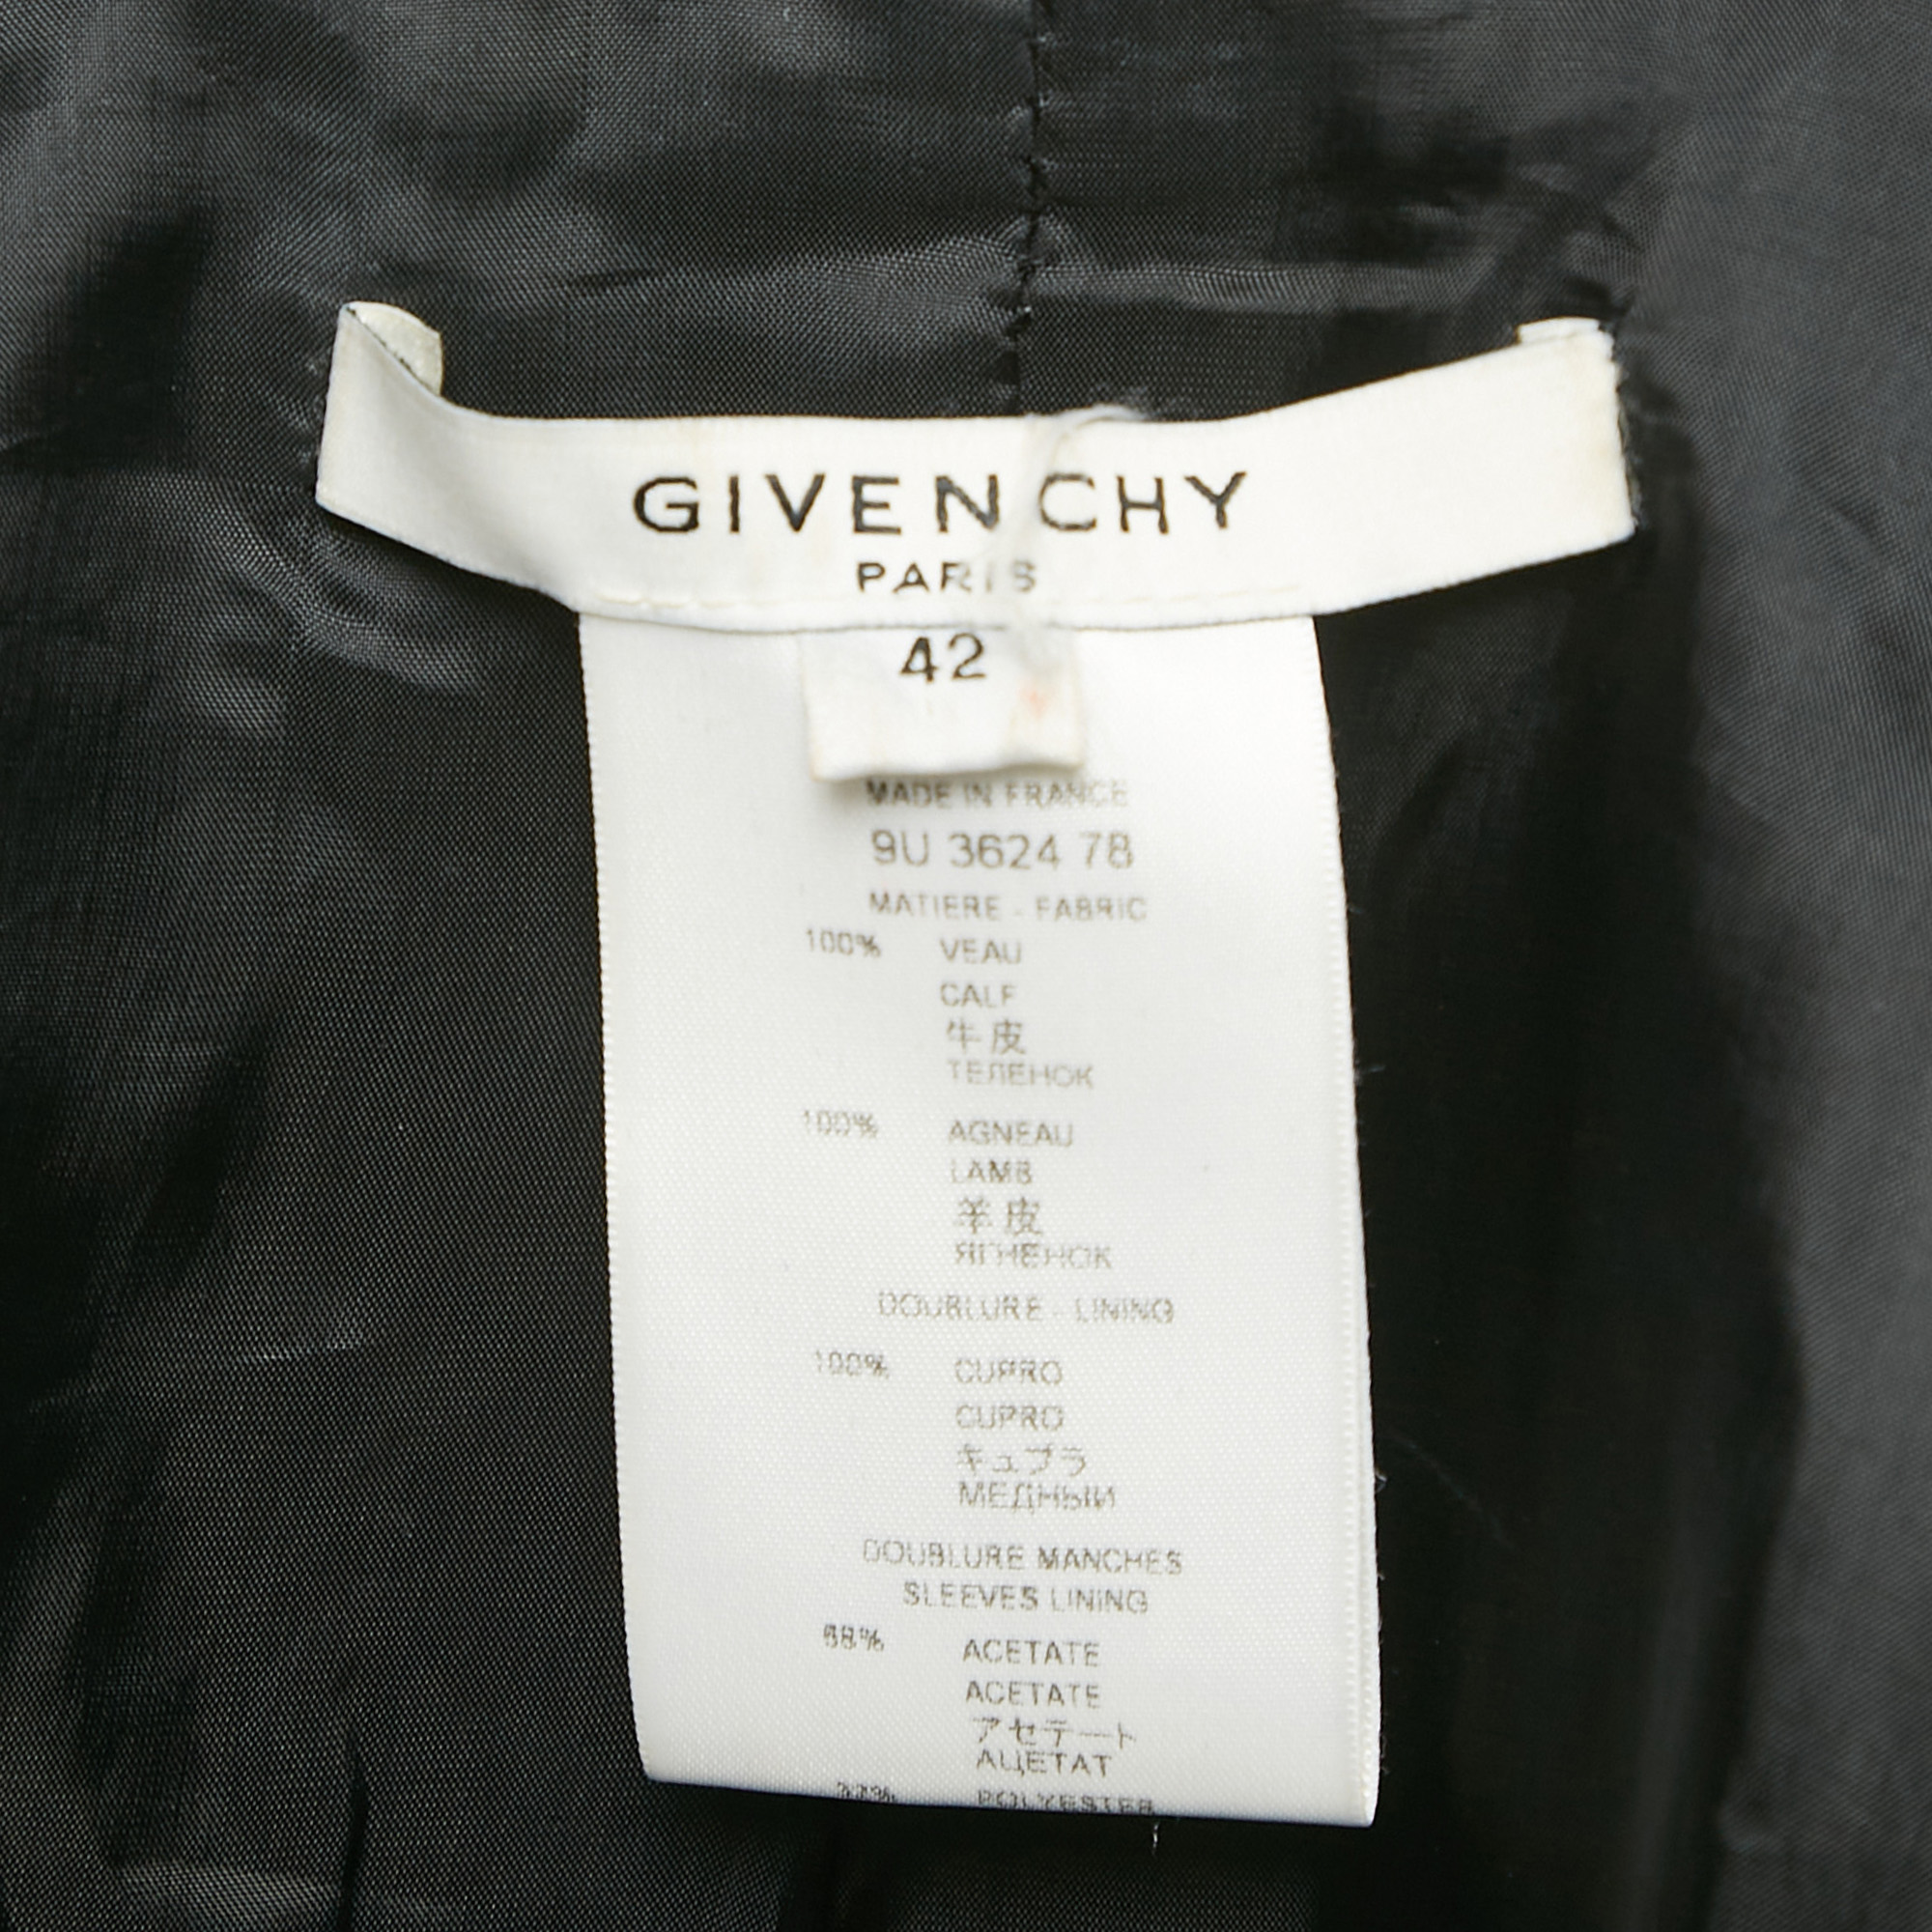 GIVENCHY
PARIS
42
MADE IN FRANCE
9U 3624 78
MATIERE - FABRIC
100% VEAU
CALF
牛皮
ТЕЛЕНОК
100% AGNEAU
LAMB
羊皮
ЯГНЕНОК
DOUBLURE - LINING
100% CUPRO
CUPRO
キュプラ
МЕДНЫЙ
DOUBLURE MANCHES
SLEEVES LINING
ACETATE
ACETATE
アセテート
АЦЕТАТ
POLYESTER